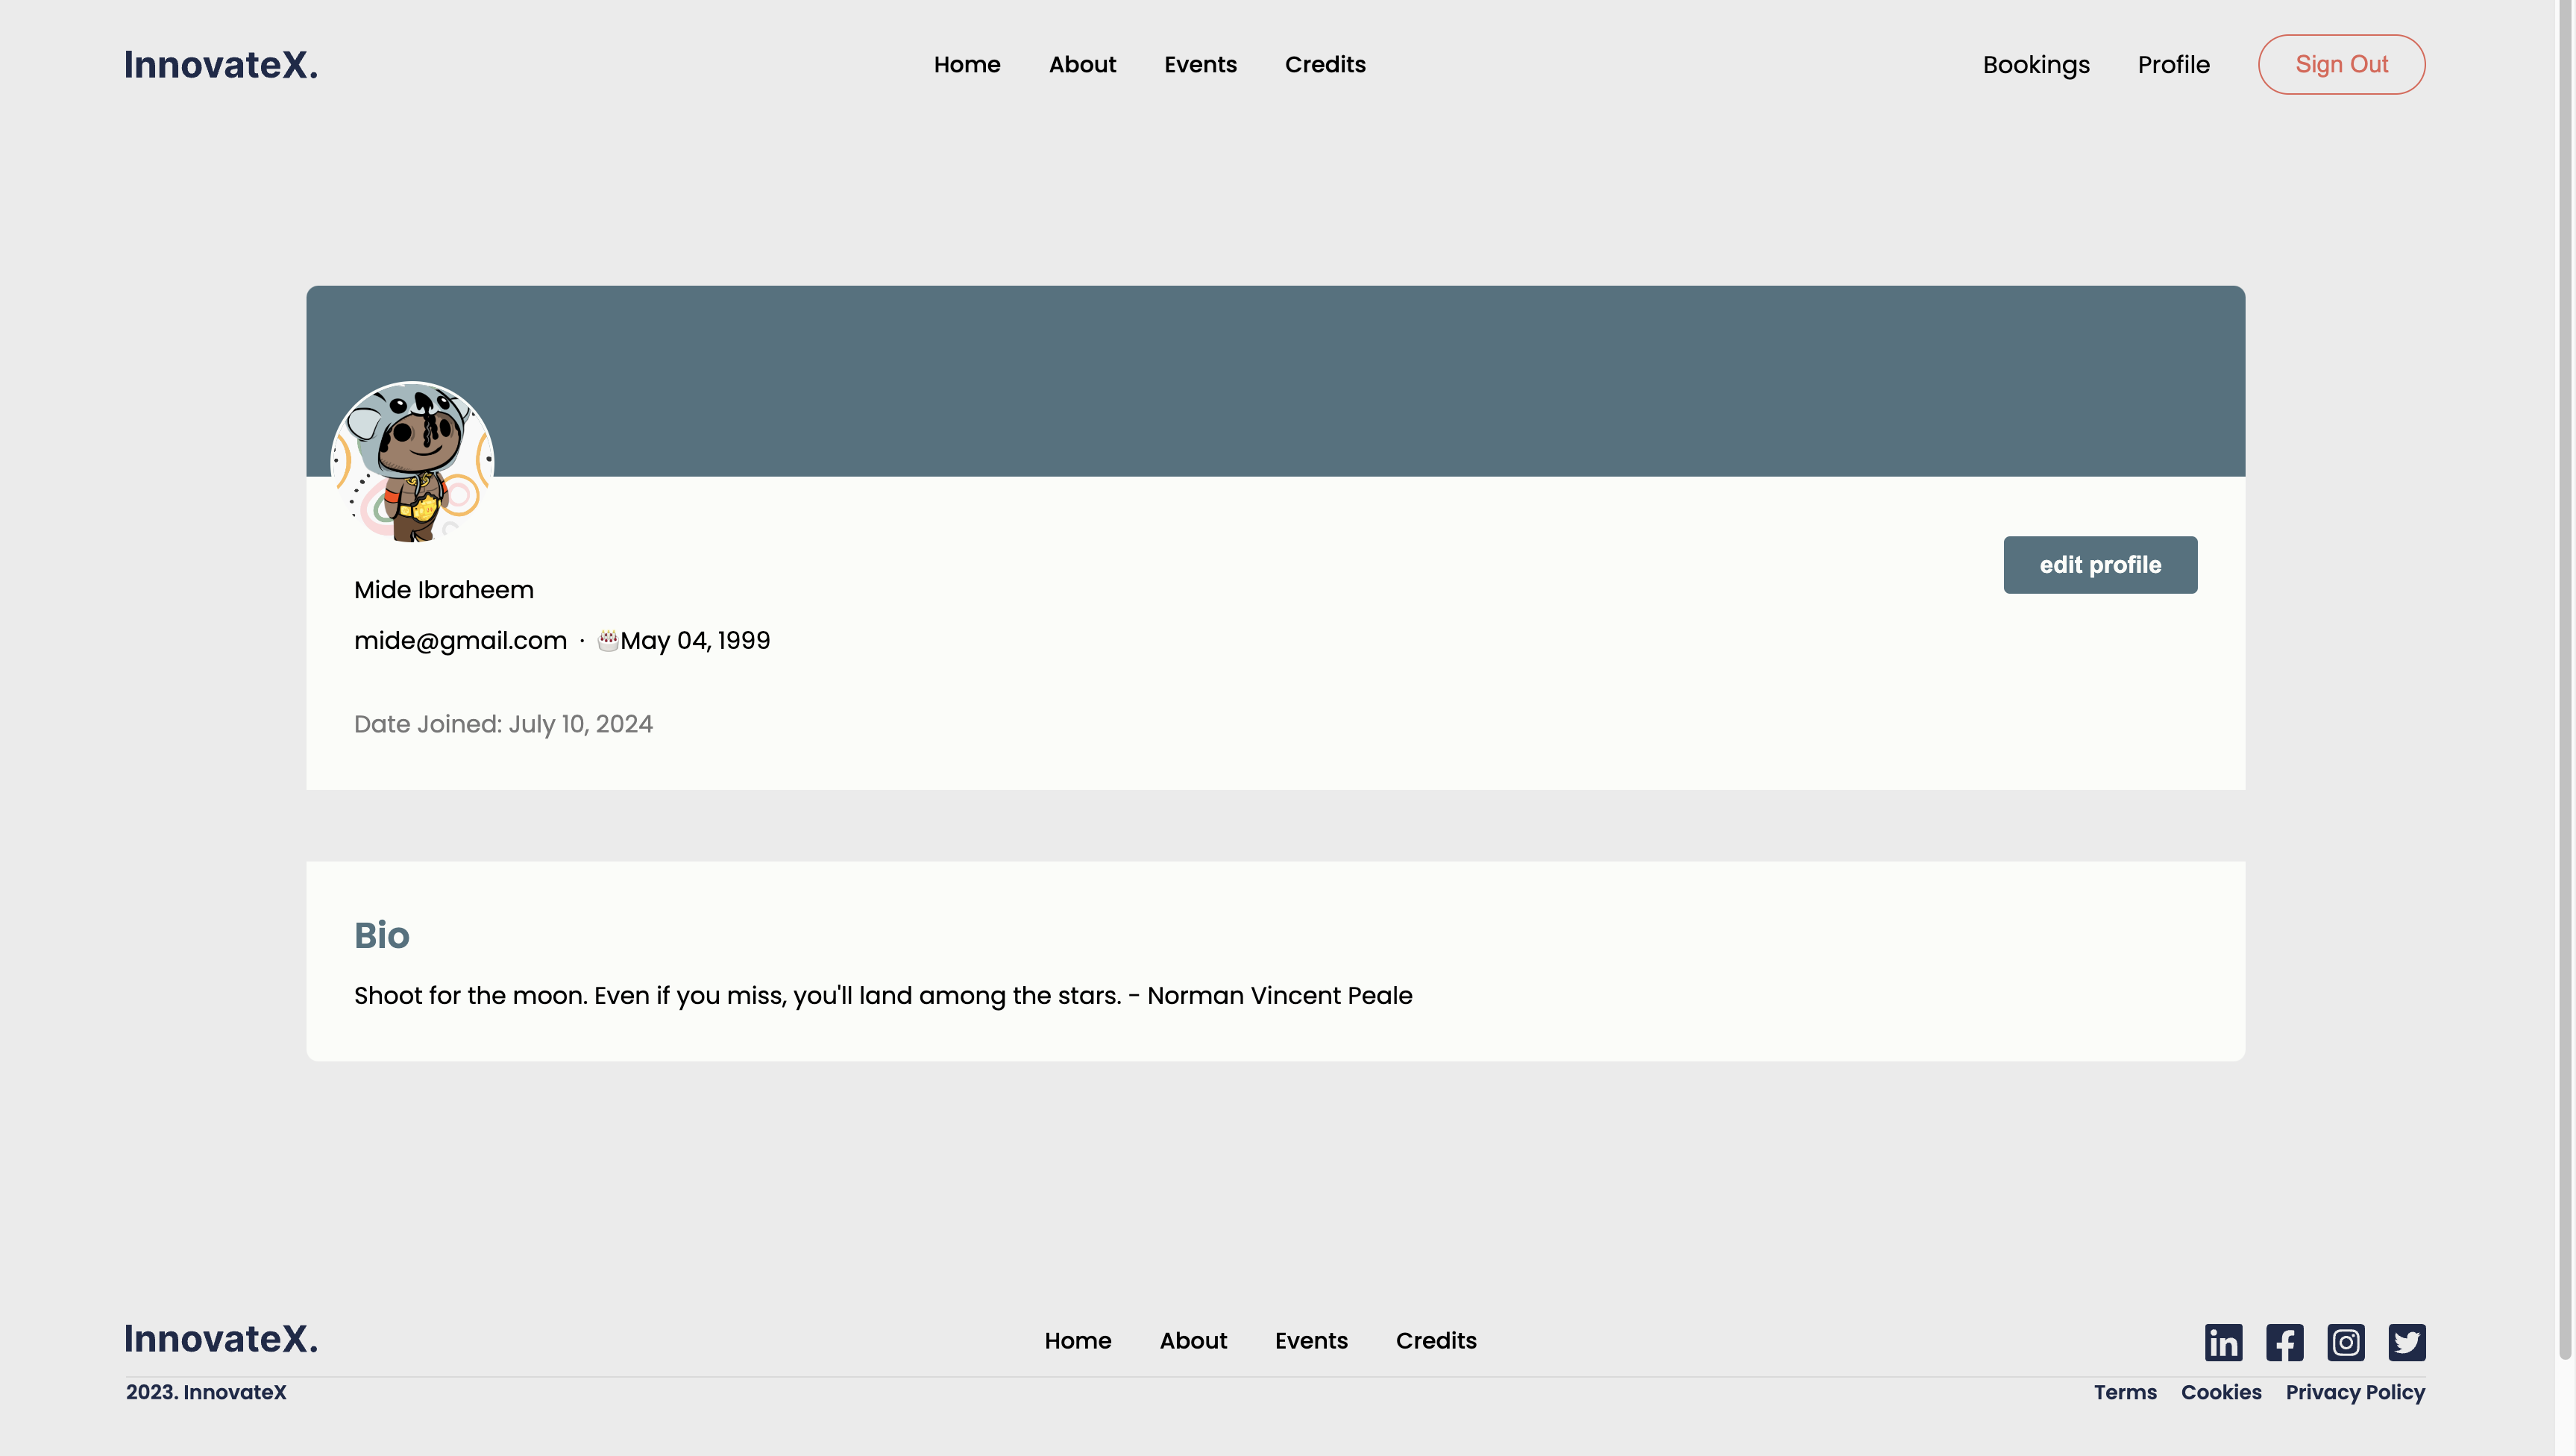 InnovateX.
Home About Events Credits
Bookings Profile Sign Out
edit profile
Mide Ibraheem
mide@gmail.com · 🎂May 04, 1999
Date Joined: July 10, 2024
Bio
Shoot for the moon. Even if you miss, you'll land among the stars. - Norman Vincent Peale
InnovateX.
Home About Events Credits
2023. InnovateX
Terms Cookies Privacy Policy